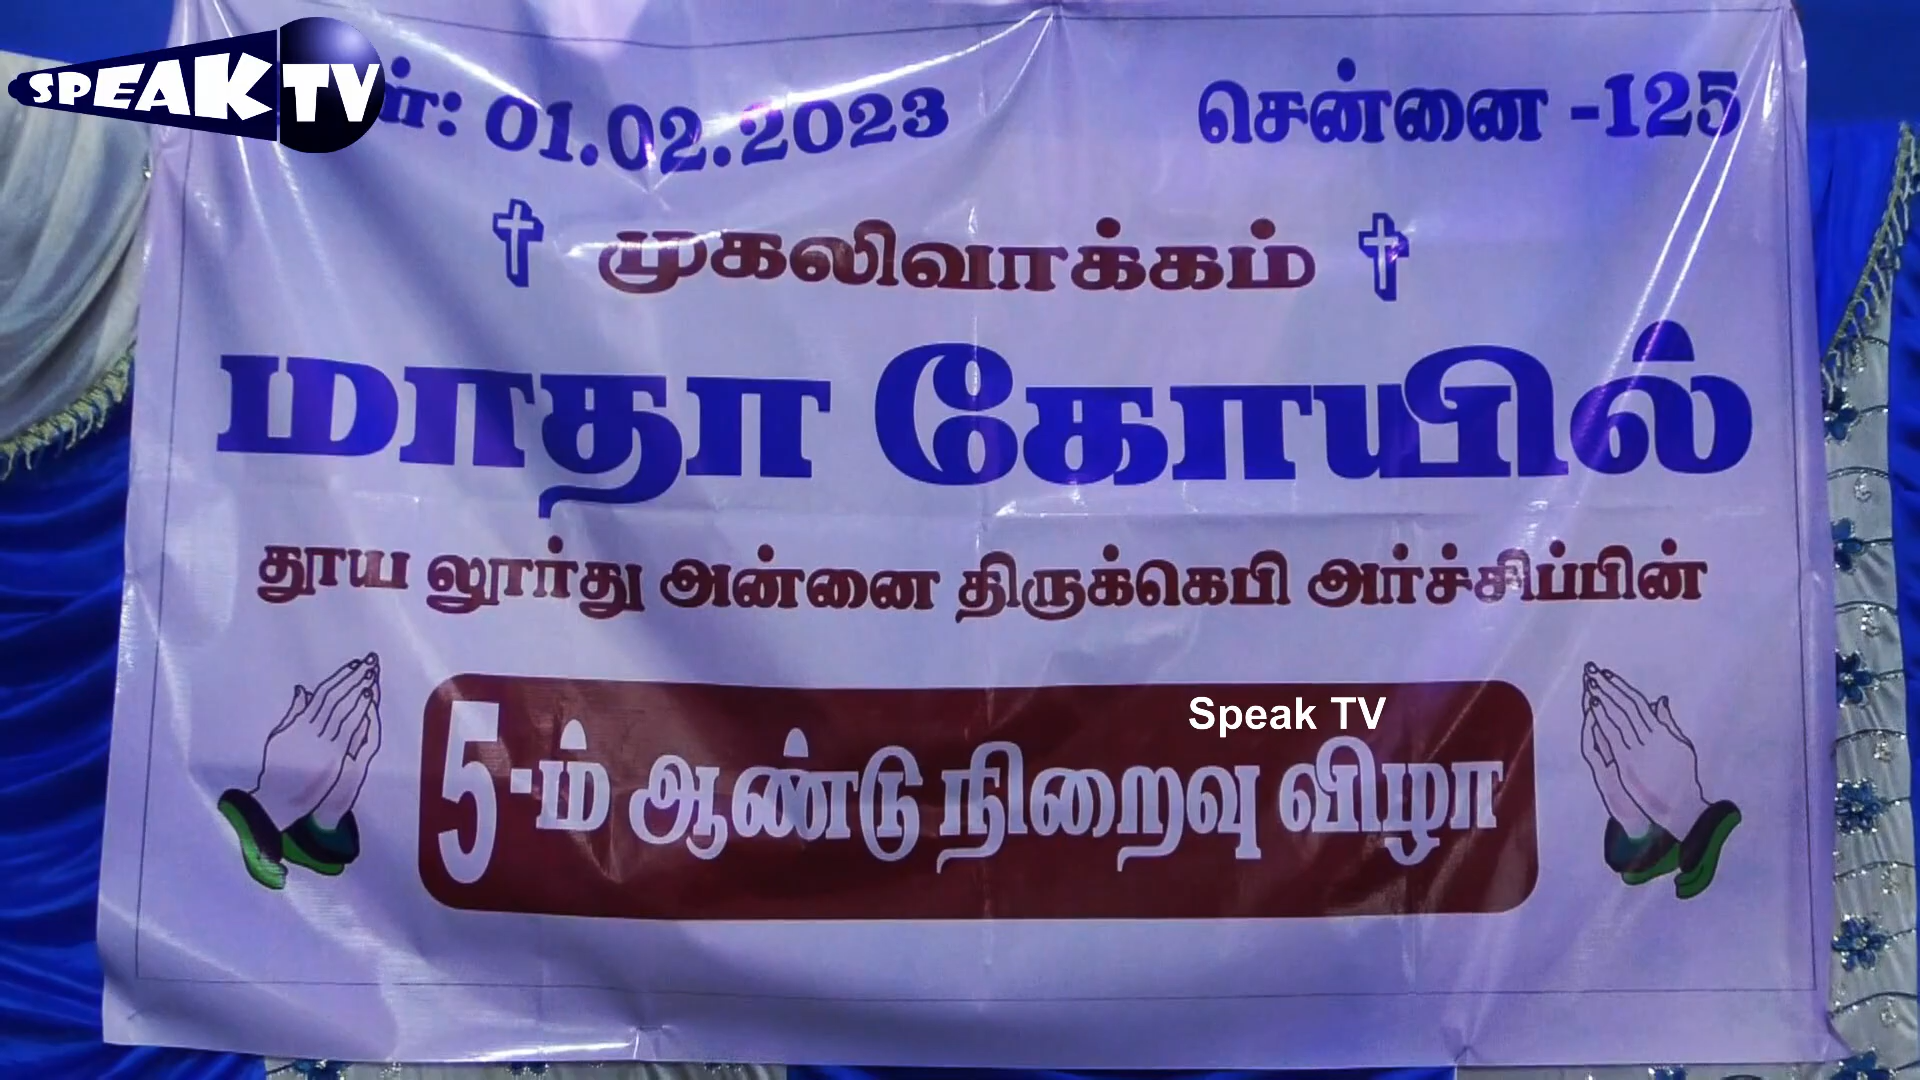 SPEAK TV
01.02.2023 சென்னை -125
முகலிவாக்கம்
மாதா கோயில்
தூய லூர்து அன்னை திருக்கெபி அர்ச்சிப்பின்
Speak TV
5-ம் ஆண்டு நிறைவு விழா